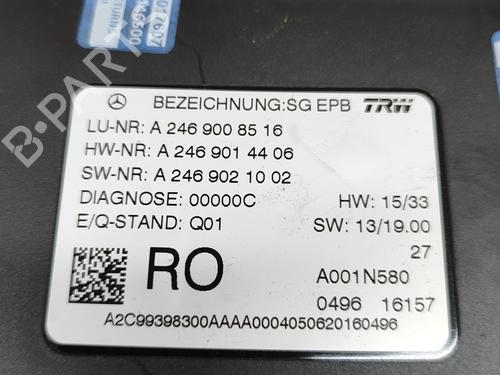 BEZEICHNUNG:SG EPB TRW
LU-NR: A 246 900 85 16
HW-NR: A 246 901 44 06
SW-NR: A 246 902 10 02
DIAGNOSE: 00000C HW: 15/33
E/Q-STAND: Q01 SW: 13/19.00
27
RO A001N580
0496 16157
A2C99398300AAAA0004050620160496
B-PARTS